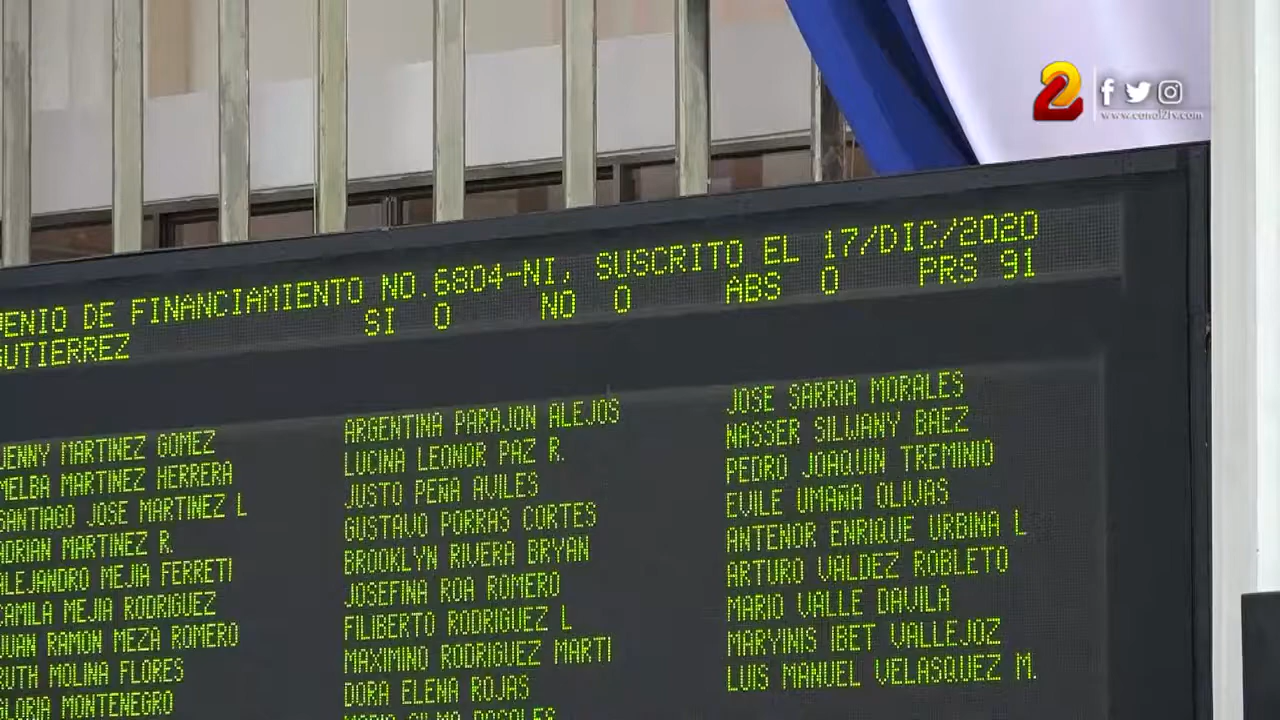 2
www.canal2tv.com
ENIO DE FINANCIAMIENTO NO.6804-NI, SUSCRITO EL 17/DIC/2020
GUTIERREZ SI 0 NO 0 ABS 0 PRS 91
JENNY MARTINEZ GOMEZ
MELBA MARTINEZ HERRERA
SANTIAGO JOSE MARTINEZ L
ADRIAN MARTINEZ R.
ALEJANDRO MEJIA FERRETI
CAMILA MEJIA RODRIGUEZ
JUAN RAMON MEZA ROMERO
RUTH MOLINA FLORES
GLORIA MONTENEGRO
ARGENTINA PARAJON ALEJOS
LUCINA LEONOR PAZ R.
JUSTO PEÑA AVILES
GUSTAVO PORRAS CORTES
BROOKLYN RIVERA BRYAN
JOSEFINA ROA ROMERO
FILIBERTO RODRIGUEZ L
MAXIMINO RODRIGUEZ MARTI
DORA ELENA ROJAS
JOSE SARRIA MORALES
NASSER SILWANY BAEZ
PEDRO JOAQUIN TREMINIO
EVILE UMAÑA OLIVAS
ANTENOR ENRIQUE URBINA L
ARTURO VALDEZ ROBLETO
MARIO VALLE DAVILA
MARYINIS IBET VALLEJOZ
LUIS MANUEL VELASQUEZ M.